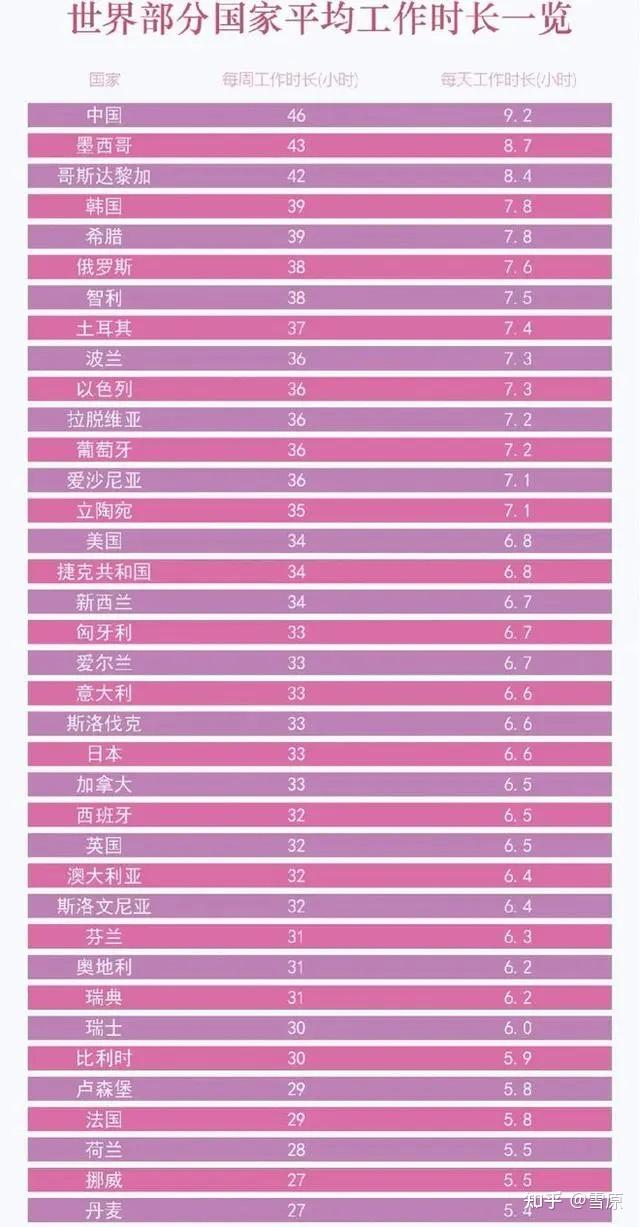 世界部分国家平均工作时长一览
国家 每周工作时长(小时) 每天工作时长(小时)
中国 46 9.2
墨西哥 43 8.7
哥斯达黎加 42 8.4
韩国 39 7.8
希腊 39 7.8
俄罗斯 38 7.6
智利 38 7.5
土耳其 37 7.4
波兰 36 7.3
以色列 36 7.3
拉脱维亚 36 7.2
葡萄牙 36 7.2
爱沙尼亚 36 7.1
立陶宛 35 7.1
美国 34 6.8
捷克共和国 34 6.8
新西兰 34 6.7
匈牙利 33 6.7
爱尔兰 33 6.7
意大利 33 6.6
斯洛伐克 33 6.6
日本 33 6.6
加拿大 33 6.5
西班牙 32 6.5
英国 32 6.5
澳大利亚 32 6.4
斯洛文尼亚 32 6.4
芬兰 31 6.3
奥地利 31 6.2
瑞典 31 6.2
瑞士 30 6.0
比利时 30 5.9
卢森堡 29 5.8
法国 29 5.8
荷兰 28 5.5
挪威 27 5.5
丹麦 27 5.4
知乎 @雪原